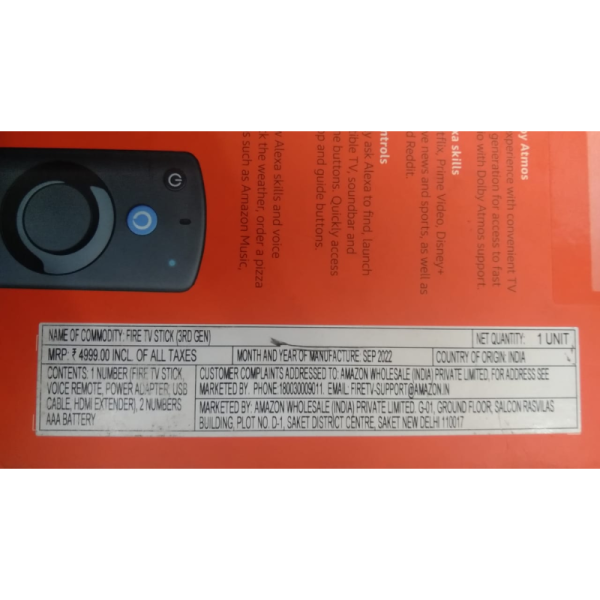 y Atmos
xperience with convenient TV
generation for access to fast
o with Dolby Atmos support.
xa skills
tflix, Prime Video, Disney+
ve news and sports, as well as
d Reddit.
ntrols
y ask Alexa to find, launch
ible TV, soundbar and
he buttons. Quickly access
p and guide buttons.
v Alexa skills and voice
k the weather, order a pizza
s such as Amazon Music,
NAME OF COMMODITY: FIRE TV STICK (3RD GEN)
NET QUANTITY: 1 UNIT
MRP: ₹ 4999.00 INCL. OF ALL TAXES
MONTH AND YEAR OF MANUFACTURE: SEP 2022
COUNTRY OF ORIGIN: INDIA
CONTENTS: 1 NUMBER (FIRE TV STICK,
VOICE REMOTE, POWER ADAPTER, USB
CABLE, HDMI EXTENDER), 2 NUMBERS
AAA BATTERY
CUSTOMER COMPLAINTS ADDRESSED TO: AMAZON WHOLESALE (INDIA) PRIVATE LIMITED, FOR ADDRESS SEE
MARKETED BY. PHONE:180030009011. EMAIL: FIRETV-SUPPORT@AMAZON.IN
MARKETED BY: AMAZON WHOLESALE (INDIA) PRIVATE LIMITED. G-01, GROUND FLOOR, SALCON RASVILAS
BUILDING, PLOT NO. D-1, SAKET DISTRICT CENTRE, SAKET NEW DELHI 110017